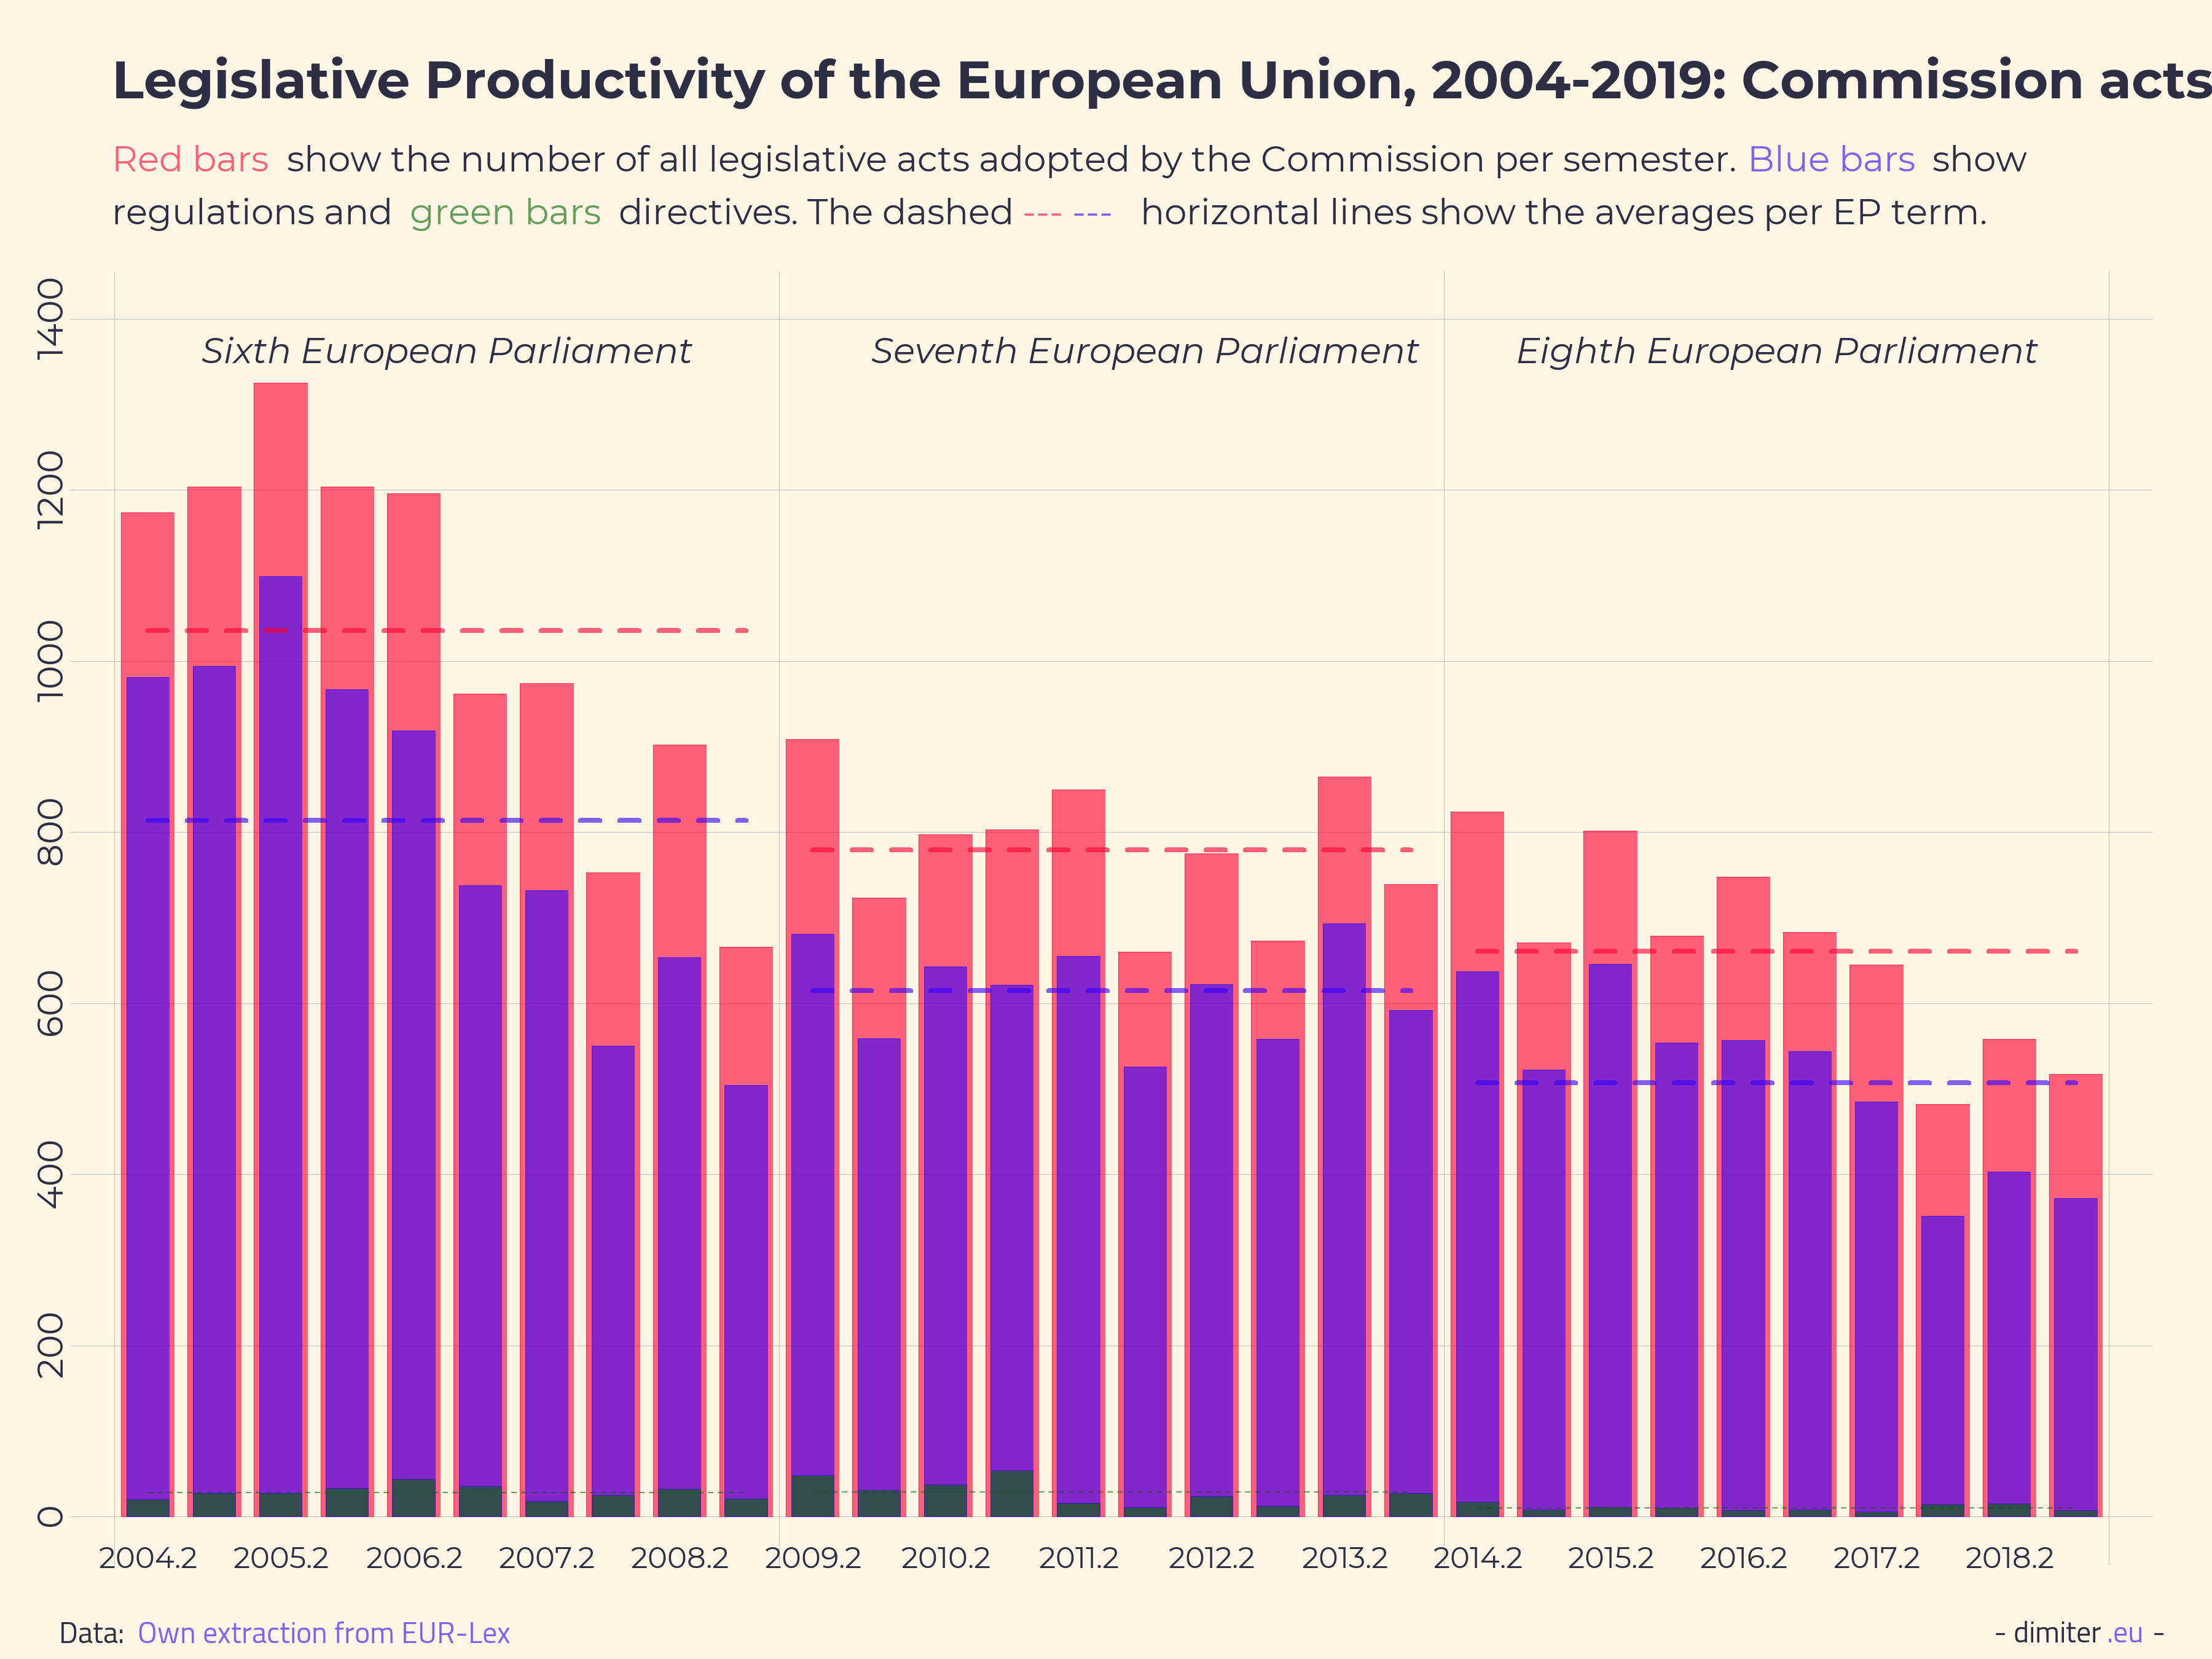 Legislative Productivity of the European Union, 2004-2019: Commission acts
Red bars show the number of all legislative acts adopted by the Commission per semester. Blue bars show
regulations and green bars directives. The dashed --- --- horizontal lines show the averages per EP term.
1400
1200
1000
800
600
400
200
0
Sixth European Parliament
Seventh European Parliament
Eighth European Parliament
2004.2 2005.2 2006.2 2007.2 2008.2 2009.2 2010.2 2011.2 2012.2 2013.2 2014.2 2015.2 2016.2 2017.2 2018.2
Data: Own extraction from EUR-Lex
- dimiter .eu -